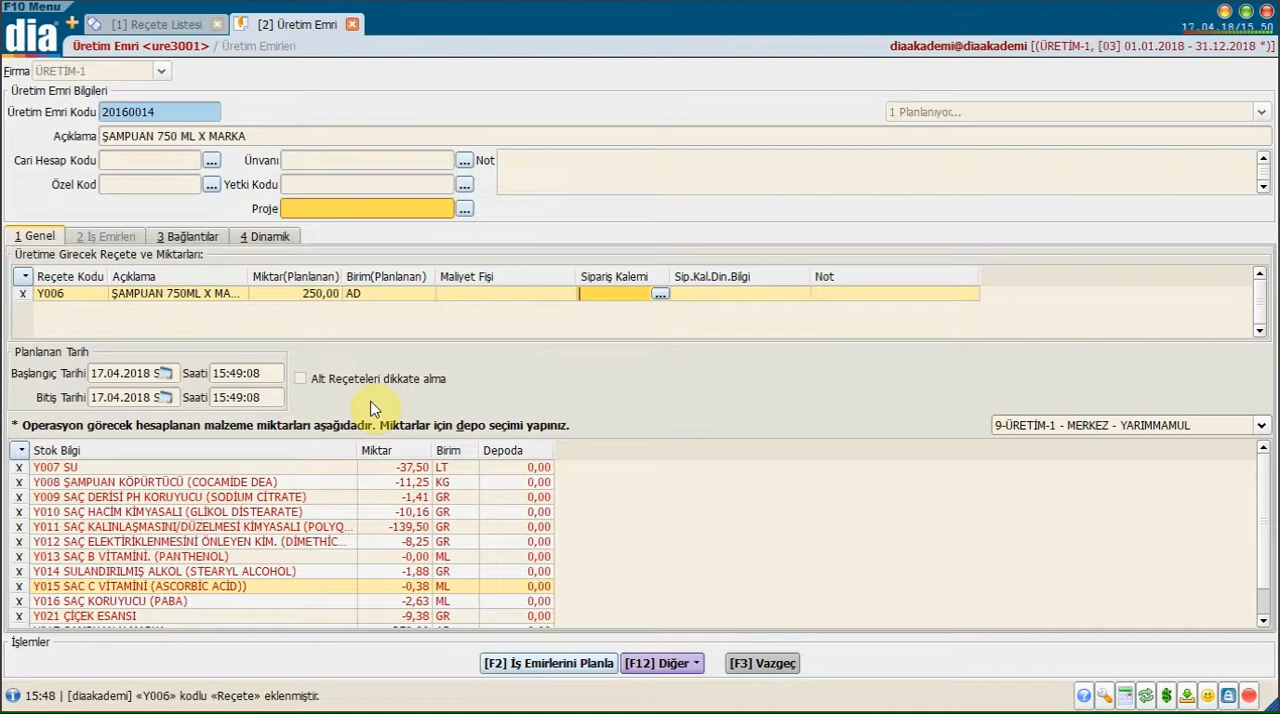 F10 Menu
dia
[1] Reçete Listesi
[2] Üretim Emri
17.04.18/15.50
Üretim Emri <ure3001> / Üretim Emirleri
diaakademi@diaakademi [(ÜRETİM-1, [03] 01.01.2018 - 31.12.2018 *)]
Firma ÜRETİM-1
Üretim Emri Bilgileri
Üretim Emri Kodu 20160014 1 Planlanıyor...
Açıklama ŞAMPUAN 750 ML X MARKA
Cari Hesap Kodu ... Ünvanı ... Not
Özel Kod ... Yetki Kodu ...
Proje ...
1 Genel 2 İş Emirleri 3 Bağlantılar 4 Dinamik
Üretime Girecek Reçete ve Miktarları:
Reçete Kodu Açıklama Miktar(Planlanan) Birim(Planlanan) Maliyet Fişi Sipariş Kalemi Sip.Kal.Din.Bilgi Not
x Y006 ŞAMPUAN 750ML X MA... 250,00 AD ...
Planlanan Tarih
Başlangıç Tarihi 17.04.2018 S Saati 15:49:08 Alt Reçeteleri dikkate alma
Bitiş Tarihi 17.04.2018 S Saati 15:49:08
* Operasyon görecek hesaplanan malzeme miktarları aşağıdadır. Miktarlar için depo seçimi yapınız. 9-ÜRETİM-1 - MERKEZ - YARIMMAMUL
Stok Bilgi Miktar Birim Depoda
x Y007 SU -37,50 LT 0,00
x Y008 ŞAMPUAN KÖPÜRTÜCÜ (COCAMİDE DEA) -11,25 KG 0,00
x Y009 SAÇ DERİSİ PH KORUYUCU (SODİUM CİTRATE) -1,41 GR 0,00
x Y010 SAÇ HACİM KİMYASALI (GLİKOL DİSTEARATE) -10,16 GR 0,00
x Y011 SAÇ KALINLAŞMASINI/DÜZELMESİ KİMYASALI (POLYQ... -139,50 GR 0,00
x Y012 SAÇ ELEKTİRİKLENMESİNİ ÖNLEYEN KİM. (DİMETHİC... -8,25 GR 0,00
x Y013 SAÇ B VİTAMİNİ. (PANTHENOL) -0,00 ML 0,00
x Y014 SULANDIRILMIŞ ALKOL (STEARYL ALCOHOL) -1,88 GR 0,00
x Y015 SAC C VİTAMİNİ (ASCORBİC ACİD)) -0,38 ML 0,00
x Y016 SAÇ KORUYUCU (PABA) -2,63 ML 0,00
x Y021 ÇİÇEK ESANSI -9,38 GR 0,00
İşlemler
[F2] İş Emirlerini Planla [F12] Diğer [F3] Vazgeç
15:48 | [diaakademi] «Y006» kodlu «Reçete» eklenmiştir.